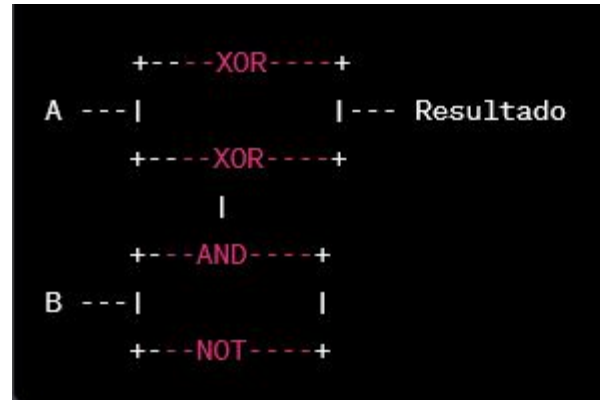 +----XOR----+
A ---|           |--- Resultado
+----XOR----+
|
+---AND----+
B ---|          |
+---NOT----+